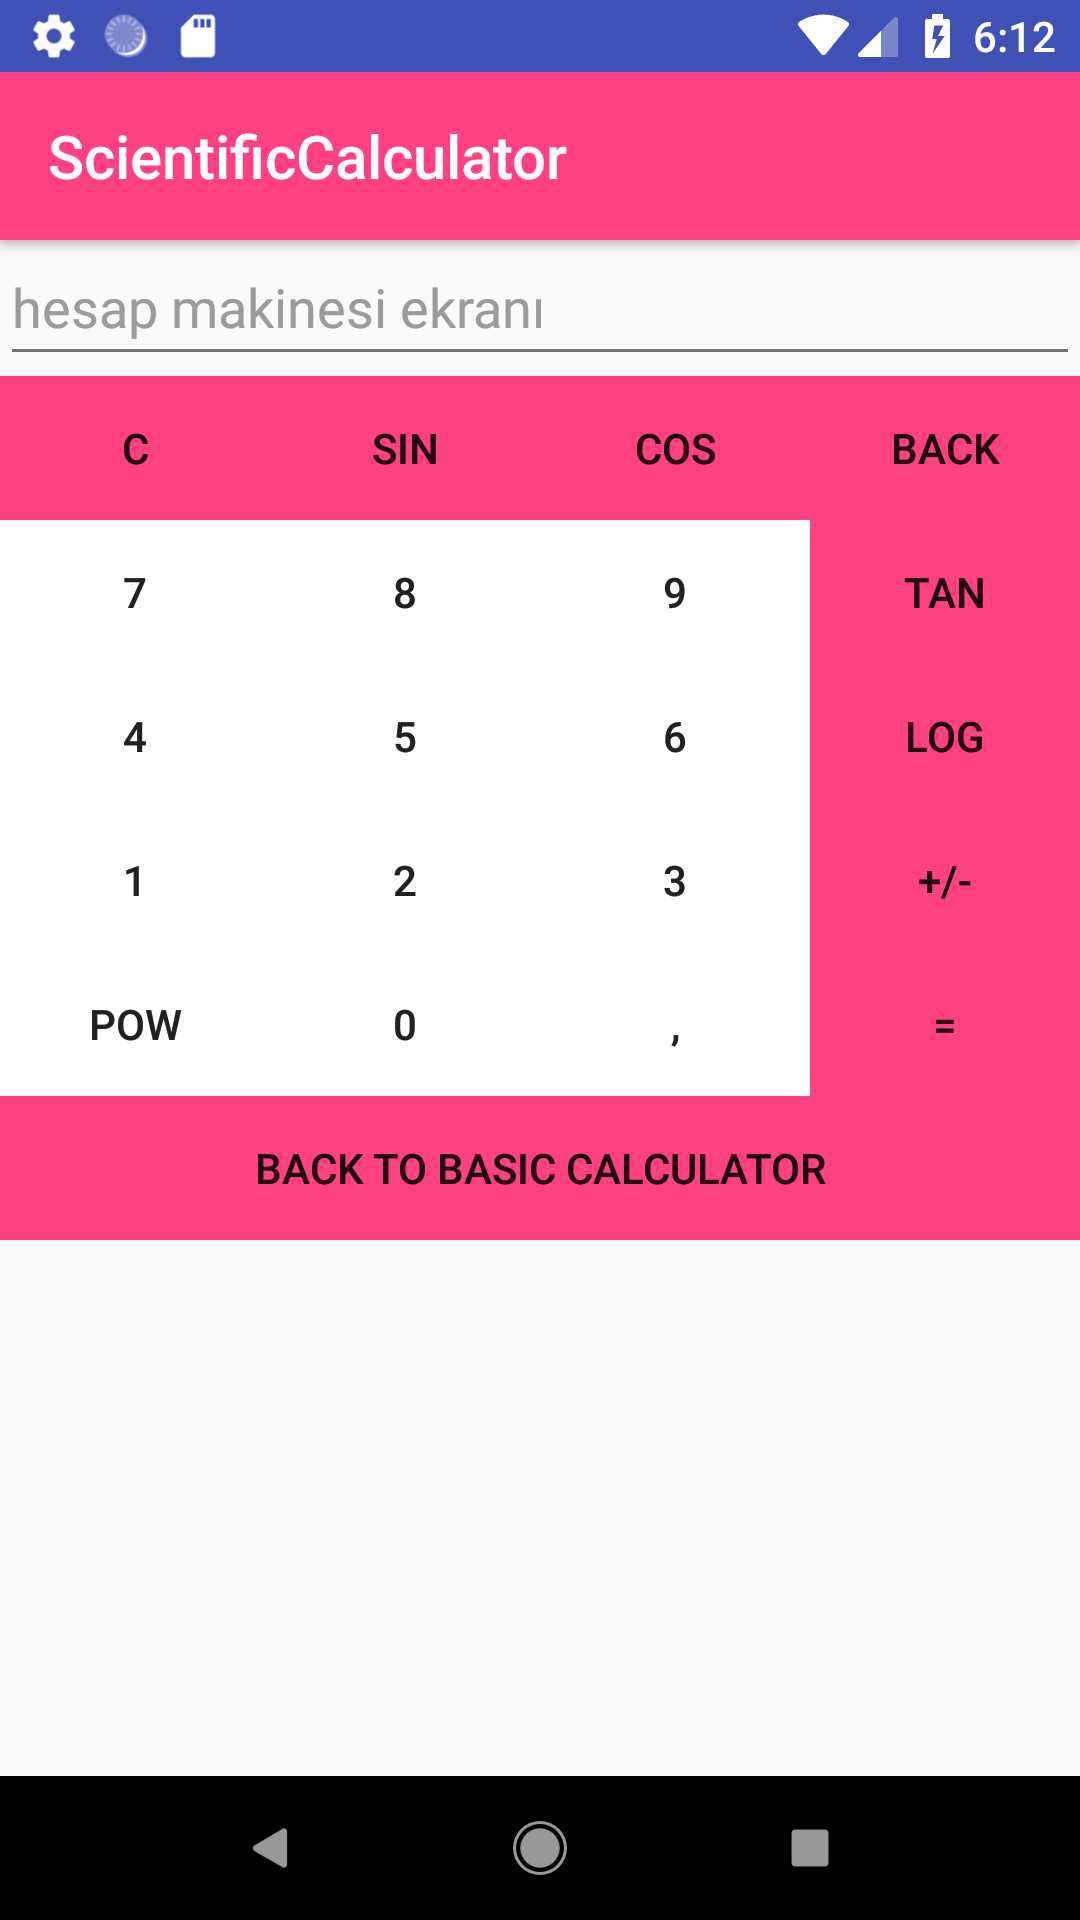 6:12
ScientificCalculator
hesap makinesi ekranı
C SIN COS BACK
7 8 9 TAN
4 5 6 LOG
1 2 3 +/-
POW 0 , =
BACK TO BASIC CALCULATOR